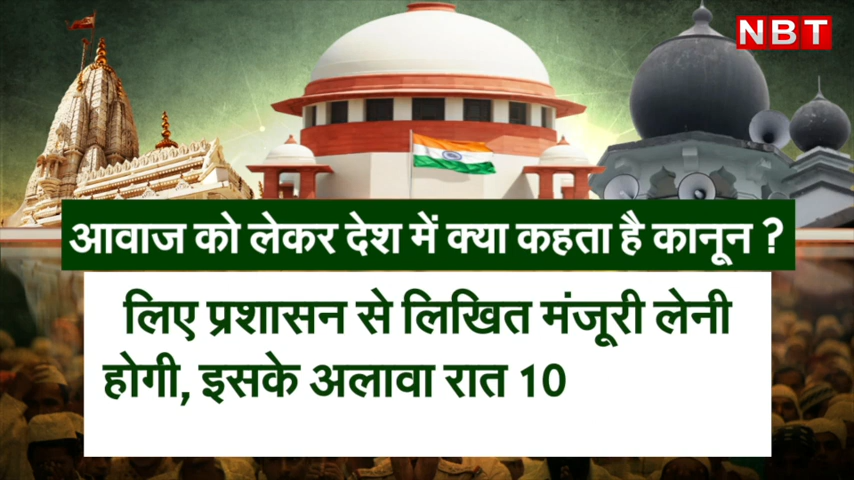 NBT
आवाज को लेकर देश में क्या कहता है कानून ?
लिए प्रशासन से लिखित मंजूरी लेनी
होगी, इसके अलावा रात 10